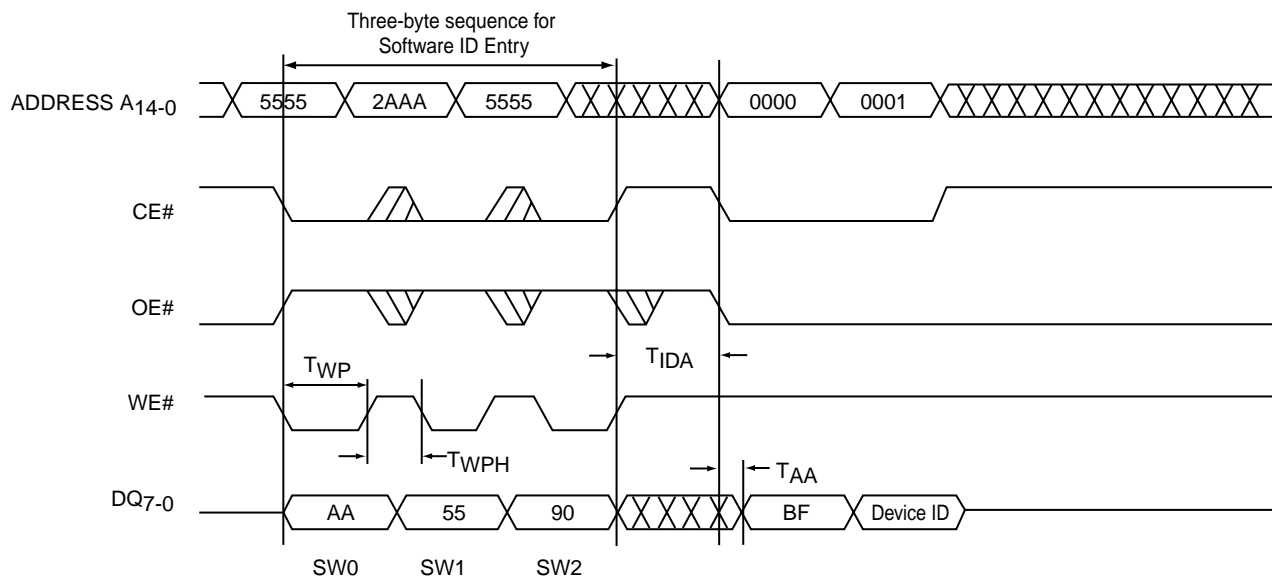 Three-byte sequence for
Software ID Entry
ADDRESS A14-0
5555 2AAA 5555 0000 0001
CE#
OE#
TWP
TIDA
WE#
TWPH
TAA
DQ7-0
AA 55 90 BF Device ID
SW0 SW1 SW2